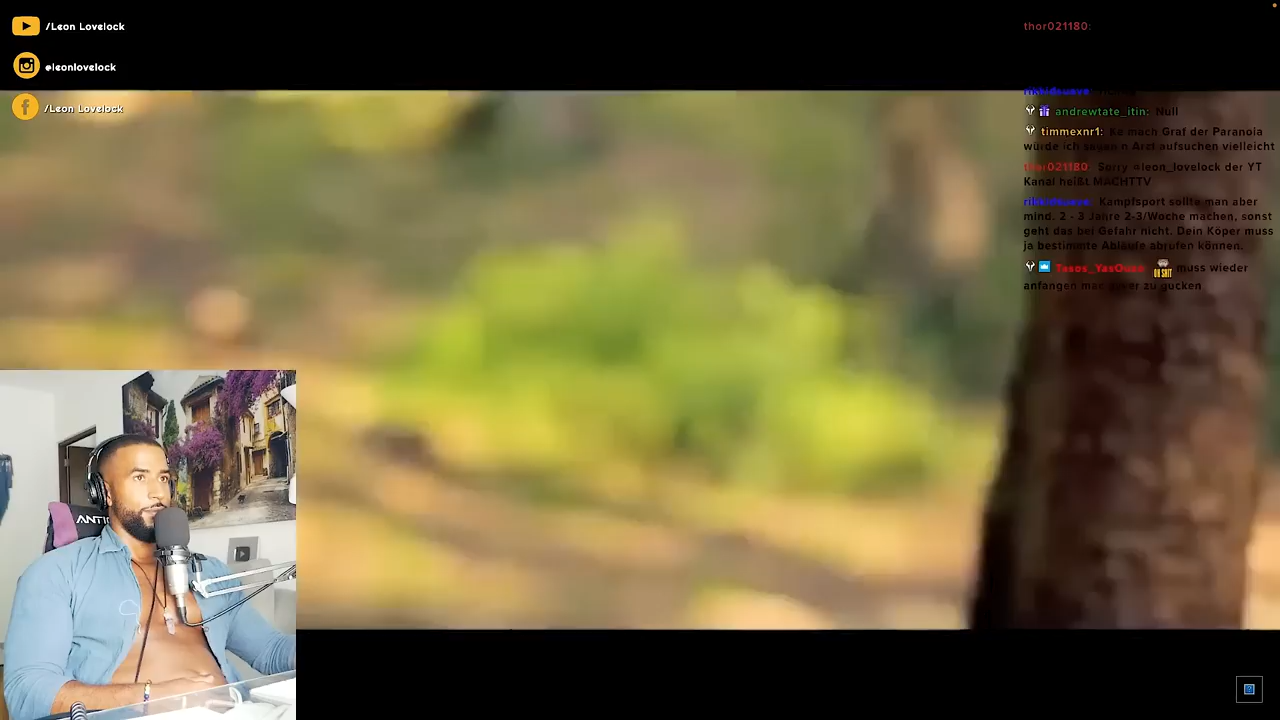 /Leon Lovelock
@leonlovelock
/Leon Lovelock
thor021180:
andrewtate_itin: Null
timmexnr1: Ke mach Graf der Paranoia
würde ich sagen n Arzt aufsuchen vielleicht
thor021180: Sorry @leon_lovelock der YT
Kanal heißt MACHTTV
Kampfsport sollte man aber
mind. 2 - 3 Jahre 2-3/Woche machen, sonst
geht das bei Gefahr nicht. Dein Köper muss
ja bestimmte Abläufe abrufen können.
OH SHIT muss wieder
anfangen zu gucken
ANTI